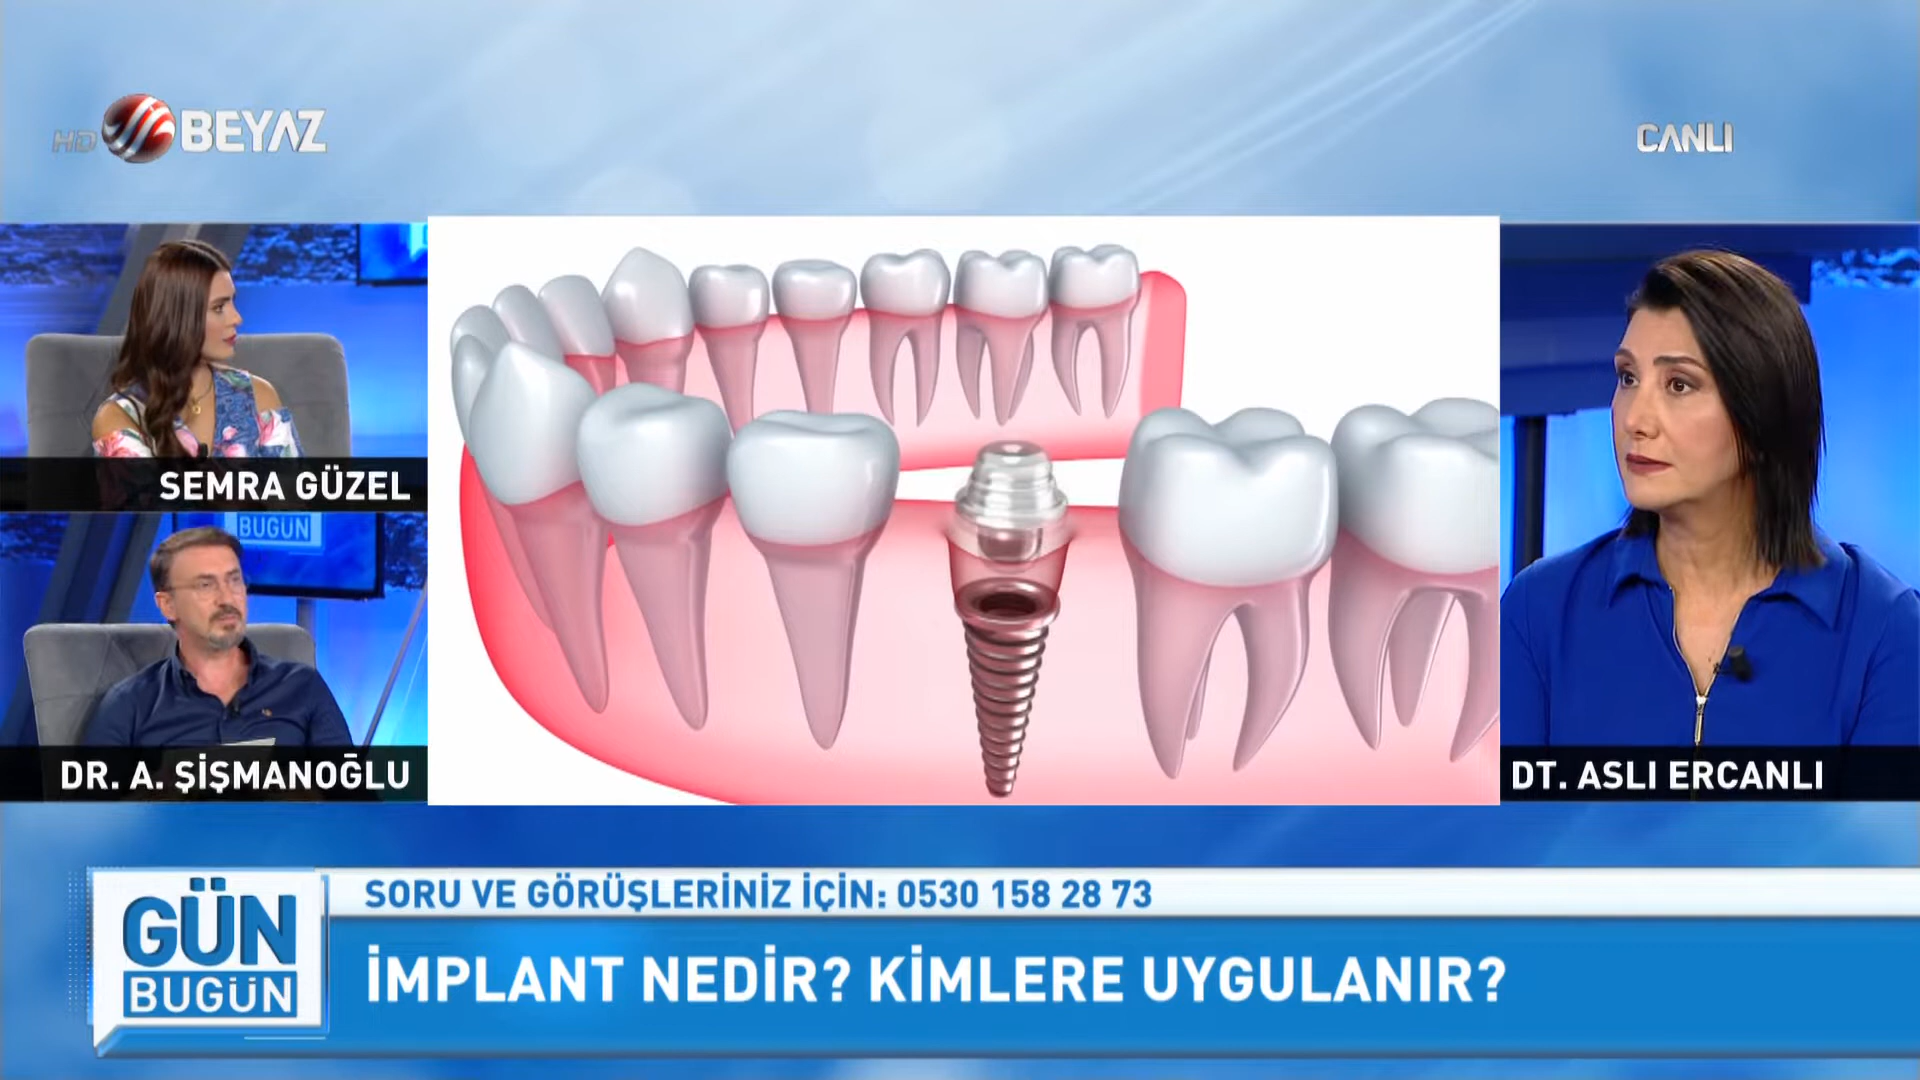 HD BEYAZ
CANLI
SEMRA GÜZEL
BUGÜN
DR. A. ŞİŞMANOĞLU
DT. ASLI ERCANLI
GÜN
BUGÜN
SORU VE GÖRÜŞLERİNİZ İÇİN: 0530 158 28 73
İMPLANT NEDİR? KİMLERE UYGULANIR?